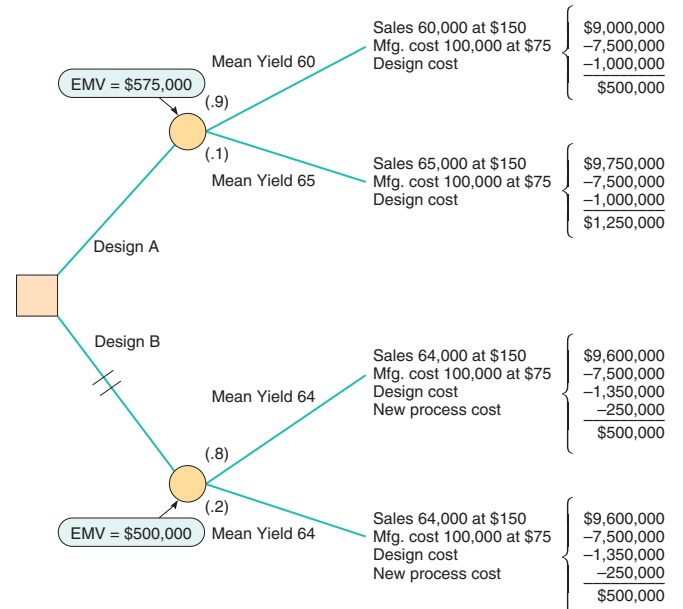 Sales 60,000 at $150 $9,000,000
Mfg. cost 100,000 at $75 –7,500,000
Design cost –1,000,000
$500,000
Mean Yield 60
EMV = $575,000
(.9)
(.1)
Mean Yield 65
Sales 65,000 at $150 $9,750,000
Mfg. cost 100,000 at $75 –7,500,000
Design cost –1,000,000
$1,250,000
Design A
Design B
Sales 64,000 at $150 $9,600,000
Mfg. cost 100,000 at $75 –7,500,000
Design cost –1,350,000
New process cost –250,000
$500,000
Mean Yield 64
(.8)
(.2)
EMV = $500,000
Mean Yield 64
Sales 64,000 at $150 $9,600,000
Mfg. cost 100,000 at $75 –7,500,000
Design cost –1,350,000
New process cost –250,000
$500,000